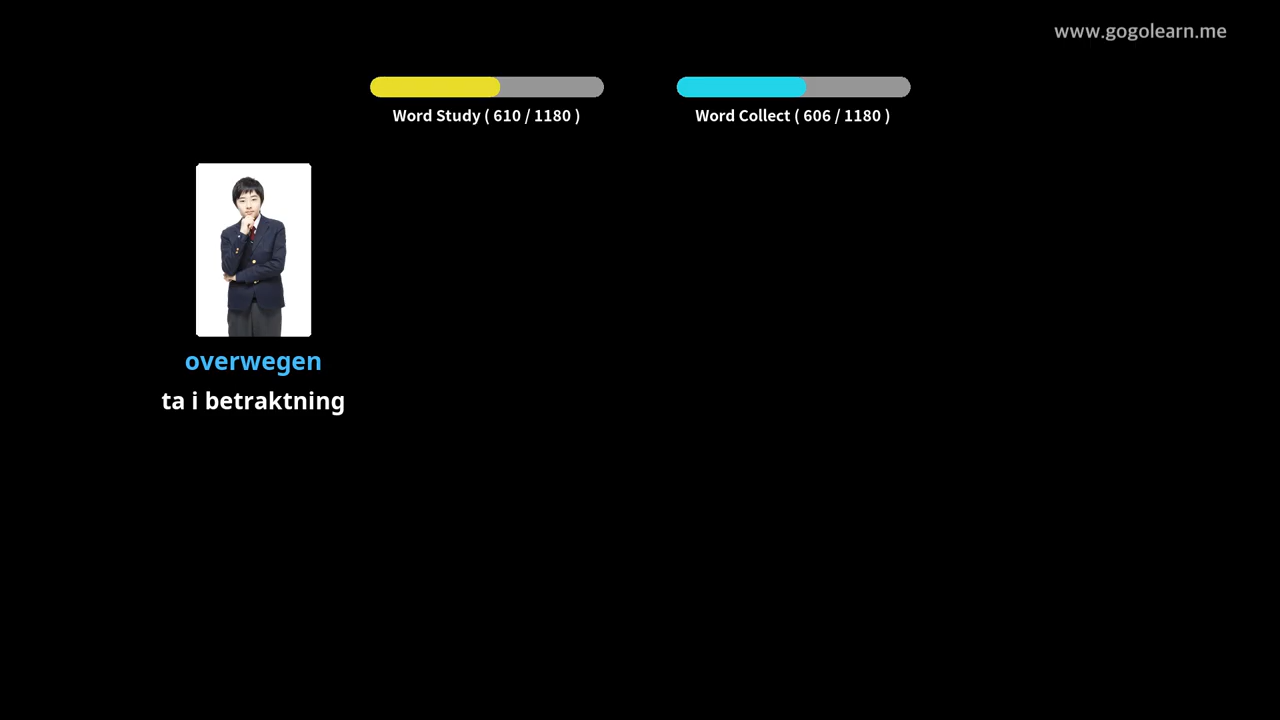 www.gogolearn.me
Word Study ( 610 / 1180 )
Word Collect ( 606 / 1180 )
overwegen
ta i betraktning